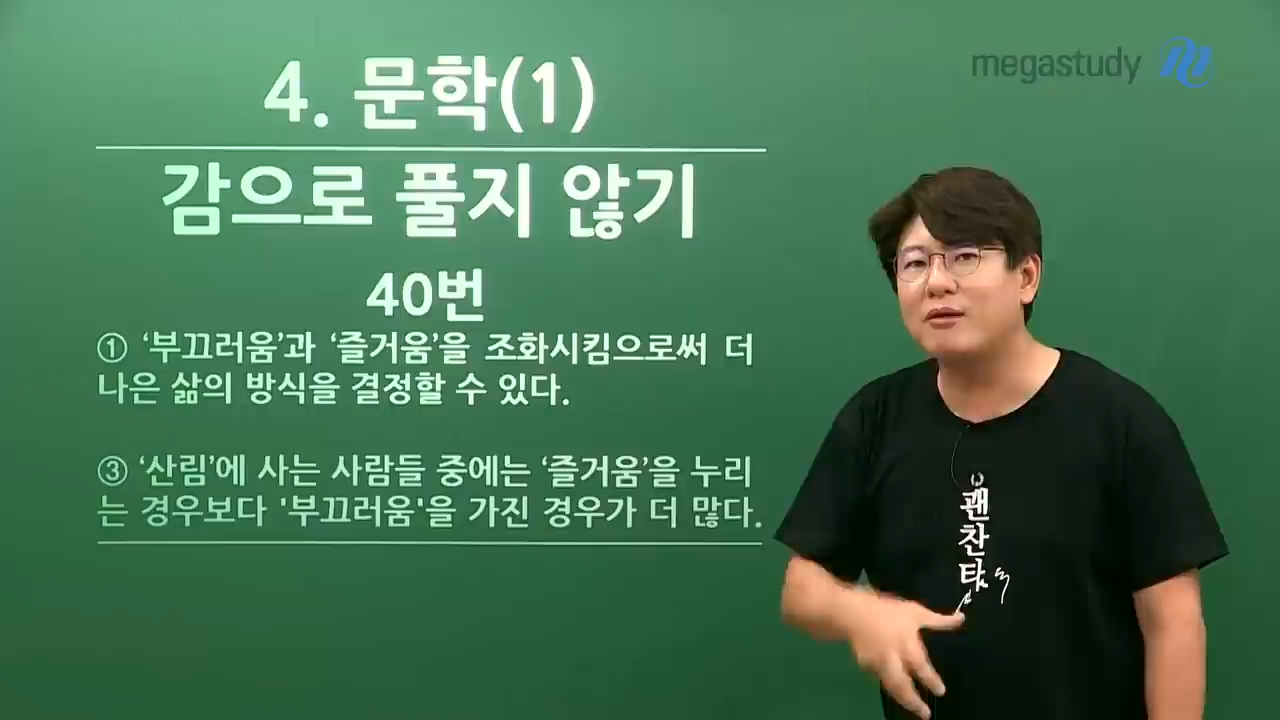 megastudy
4. 문학(1)
감으로 풀지 않기
40번
① ‘부끄러움’과 ‘즐거움’을 조화시킴으로써 더
나은 삶의 방식을 결정할 수 있다.
③ ‘산림’에 사는 사람들 중에는 ‘즐거움’을 누리
는 경우보다 '부끄러움'을 가진 경우가 더 많다.
괜찬타